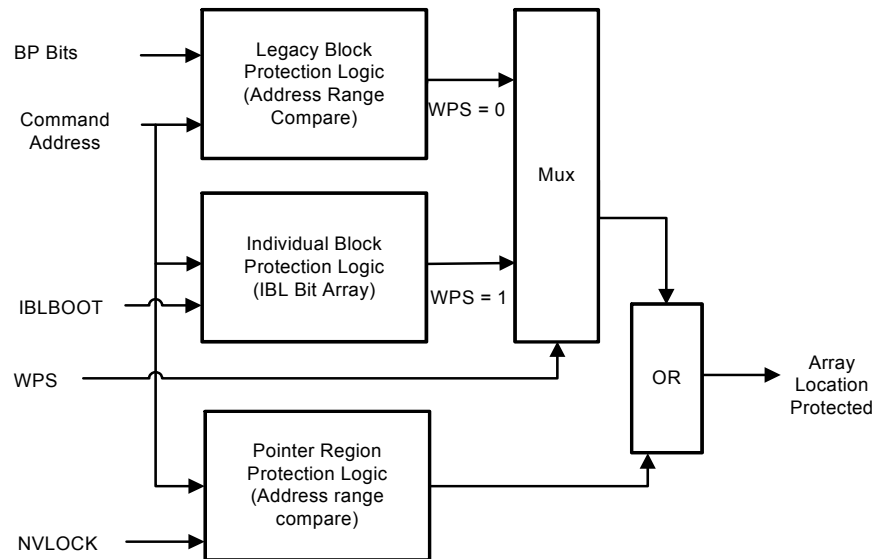 BP Bits
Command
Address
Legacy Block
Protection Logic
(Address Range
Compare)
WPS = 0
Mux
Individual Block
Protection Logic
(IBL Bit Array)
WPS = 1
IBLBOOT
WPS
OR
Array
Location
Protected
Pointer Region
Protection Logic
(Address range
compare)
NVLOCK